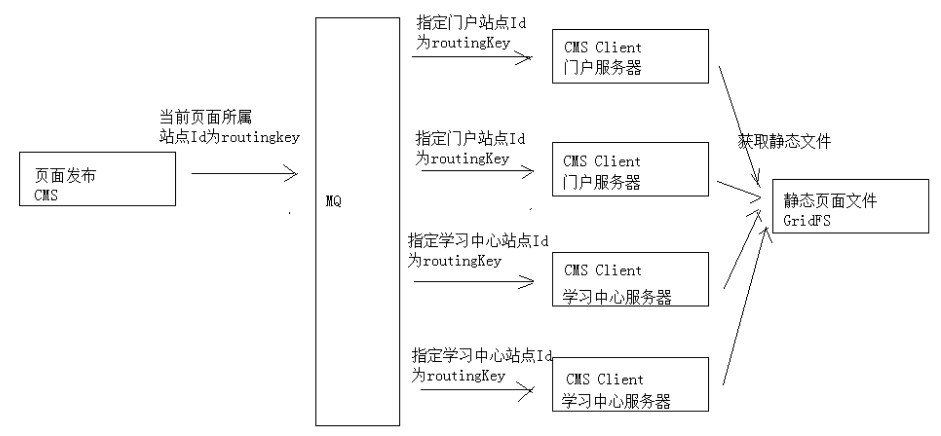 当前页面所属
站点Id为routingkey
页面发布
CMS
MQ
指定门户站点Id
为routingKey
CMS Client
门户服务器
指定门户站点Id
为routingKey
CMS Client
门户服务器
指定学习中心站点Id
为routingKey
CMS Client
学习中心服务器
指定学习中心站点Id
为routingKey
CMS Client
学习中心服务器
获取静态文件
静态页面文件
GridFS